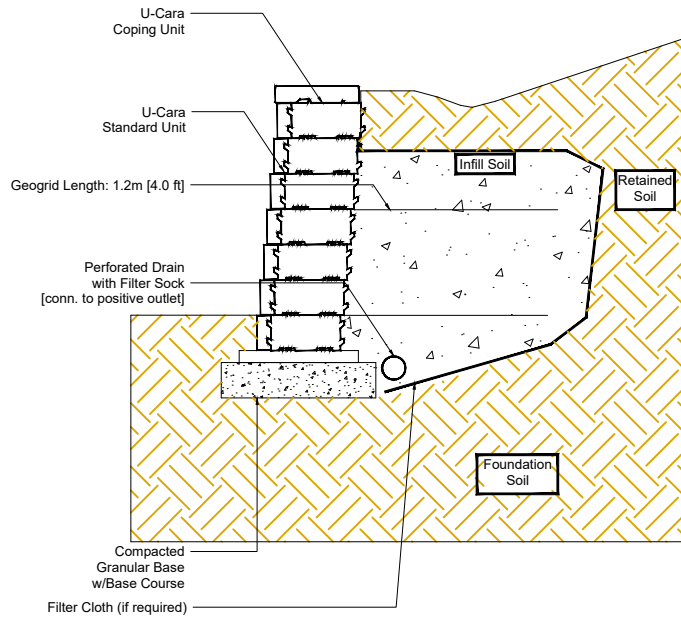 U-Cara
Coping Unit
U-Cara
Standard Unit
Infill Soil
Retained
Soil
Geogrid Length: 1.2m [4.0 ft]
Perforated Drain
with Filter Sock
[conn. to positive outlet]
Foundation
Soil
Compacted
Granular Base
w/Base Course
Filter Cloth (if required)